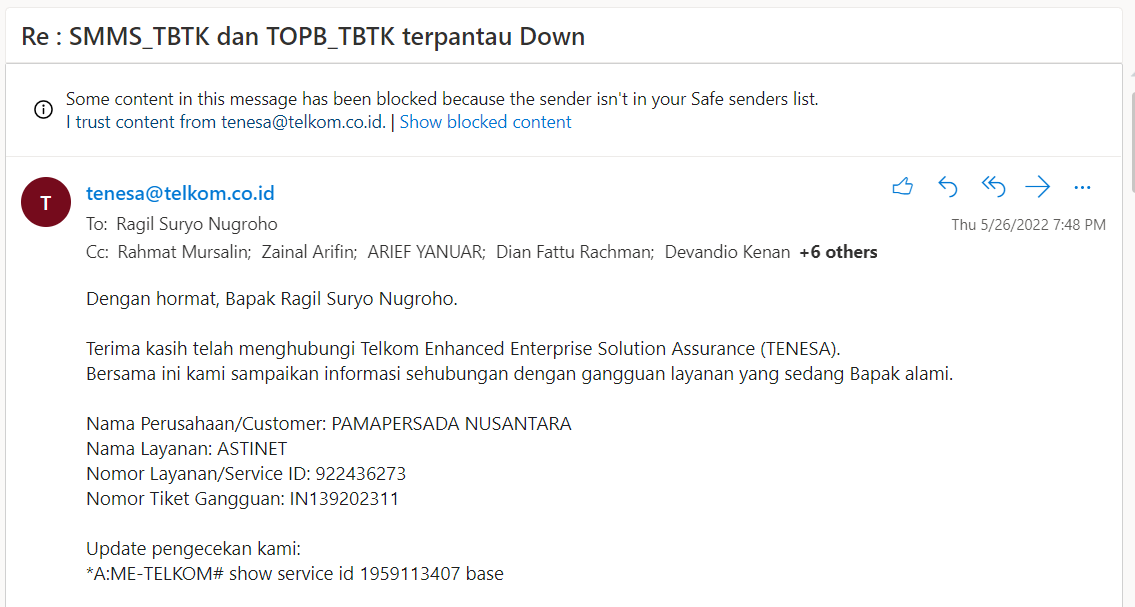 Re : SMMS_TBTK dan TOPB_TBTK terpantau Down
Some content in this message has been blocked because the sender isn't in your Safe senders list.
I trust content from tenesa@telkom.co.id. | Show blocked content
T
tenesa@telkom.co.id
To: Ragil Suryo Nugroho
Thu 5/26/2022 7:48 PM
Cc: Rahmat Mursalin; Zainal Arifin; ARIEF YANUAR; Dian Fattu Rachman; Devandio Kenan +6 others
Dengan hormat, Bapak Ragil Suryo Nugroho.
Terima kasih telah menghubungi Telkom Enhanced Enterprise Solution Assurance (TENESA).
Bersama ini kami sampaikan informasi sehubungan dengan gangguan layanan yang sedang Bapak alami.
Nama Perusahaan/Customer: PAMAPERSADA NUSANTARA
Nama Layanan: ASTINET
Nomor Layanan/Service ID: 922436273
Nomor Tiket Gangguan: IN139202311
Update pengecekan kami:
*A:ME-TELKOM# show service id 1959113407 base